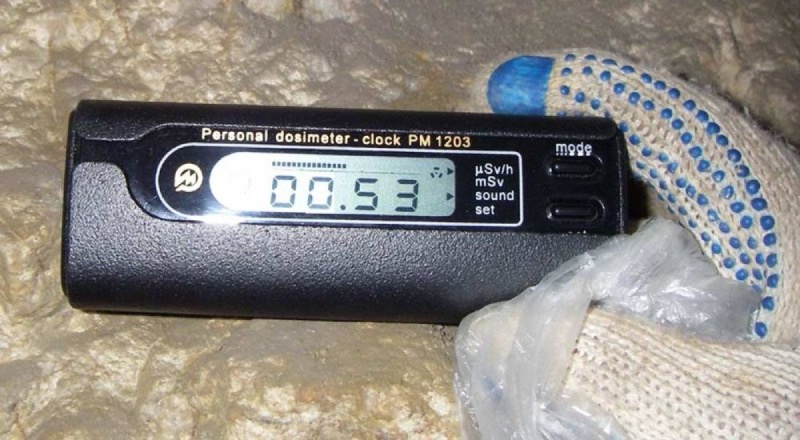 Personal dosimeter - clock PM 1203
mode
µSv/h
00.53
mSv
sound
set